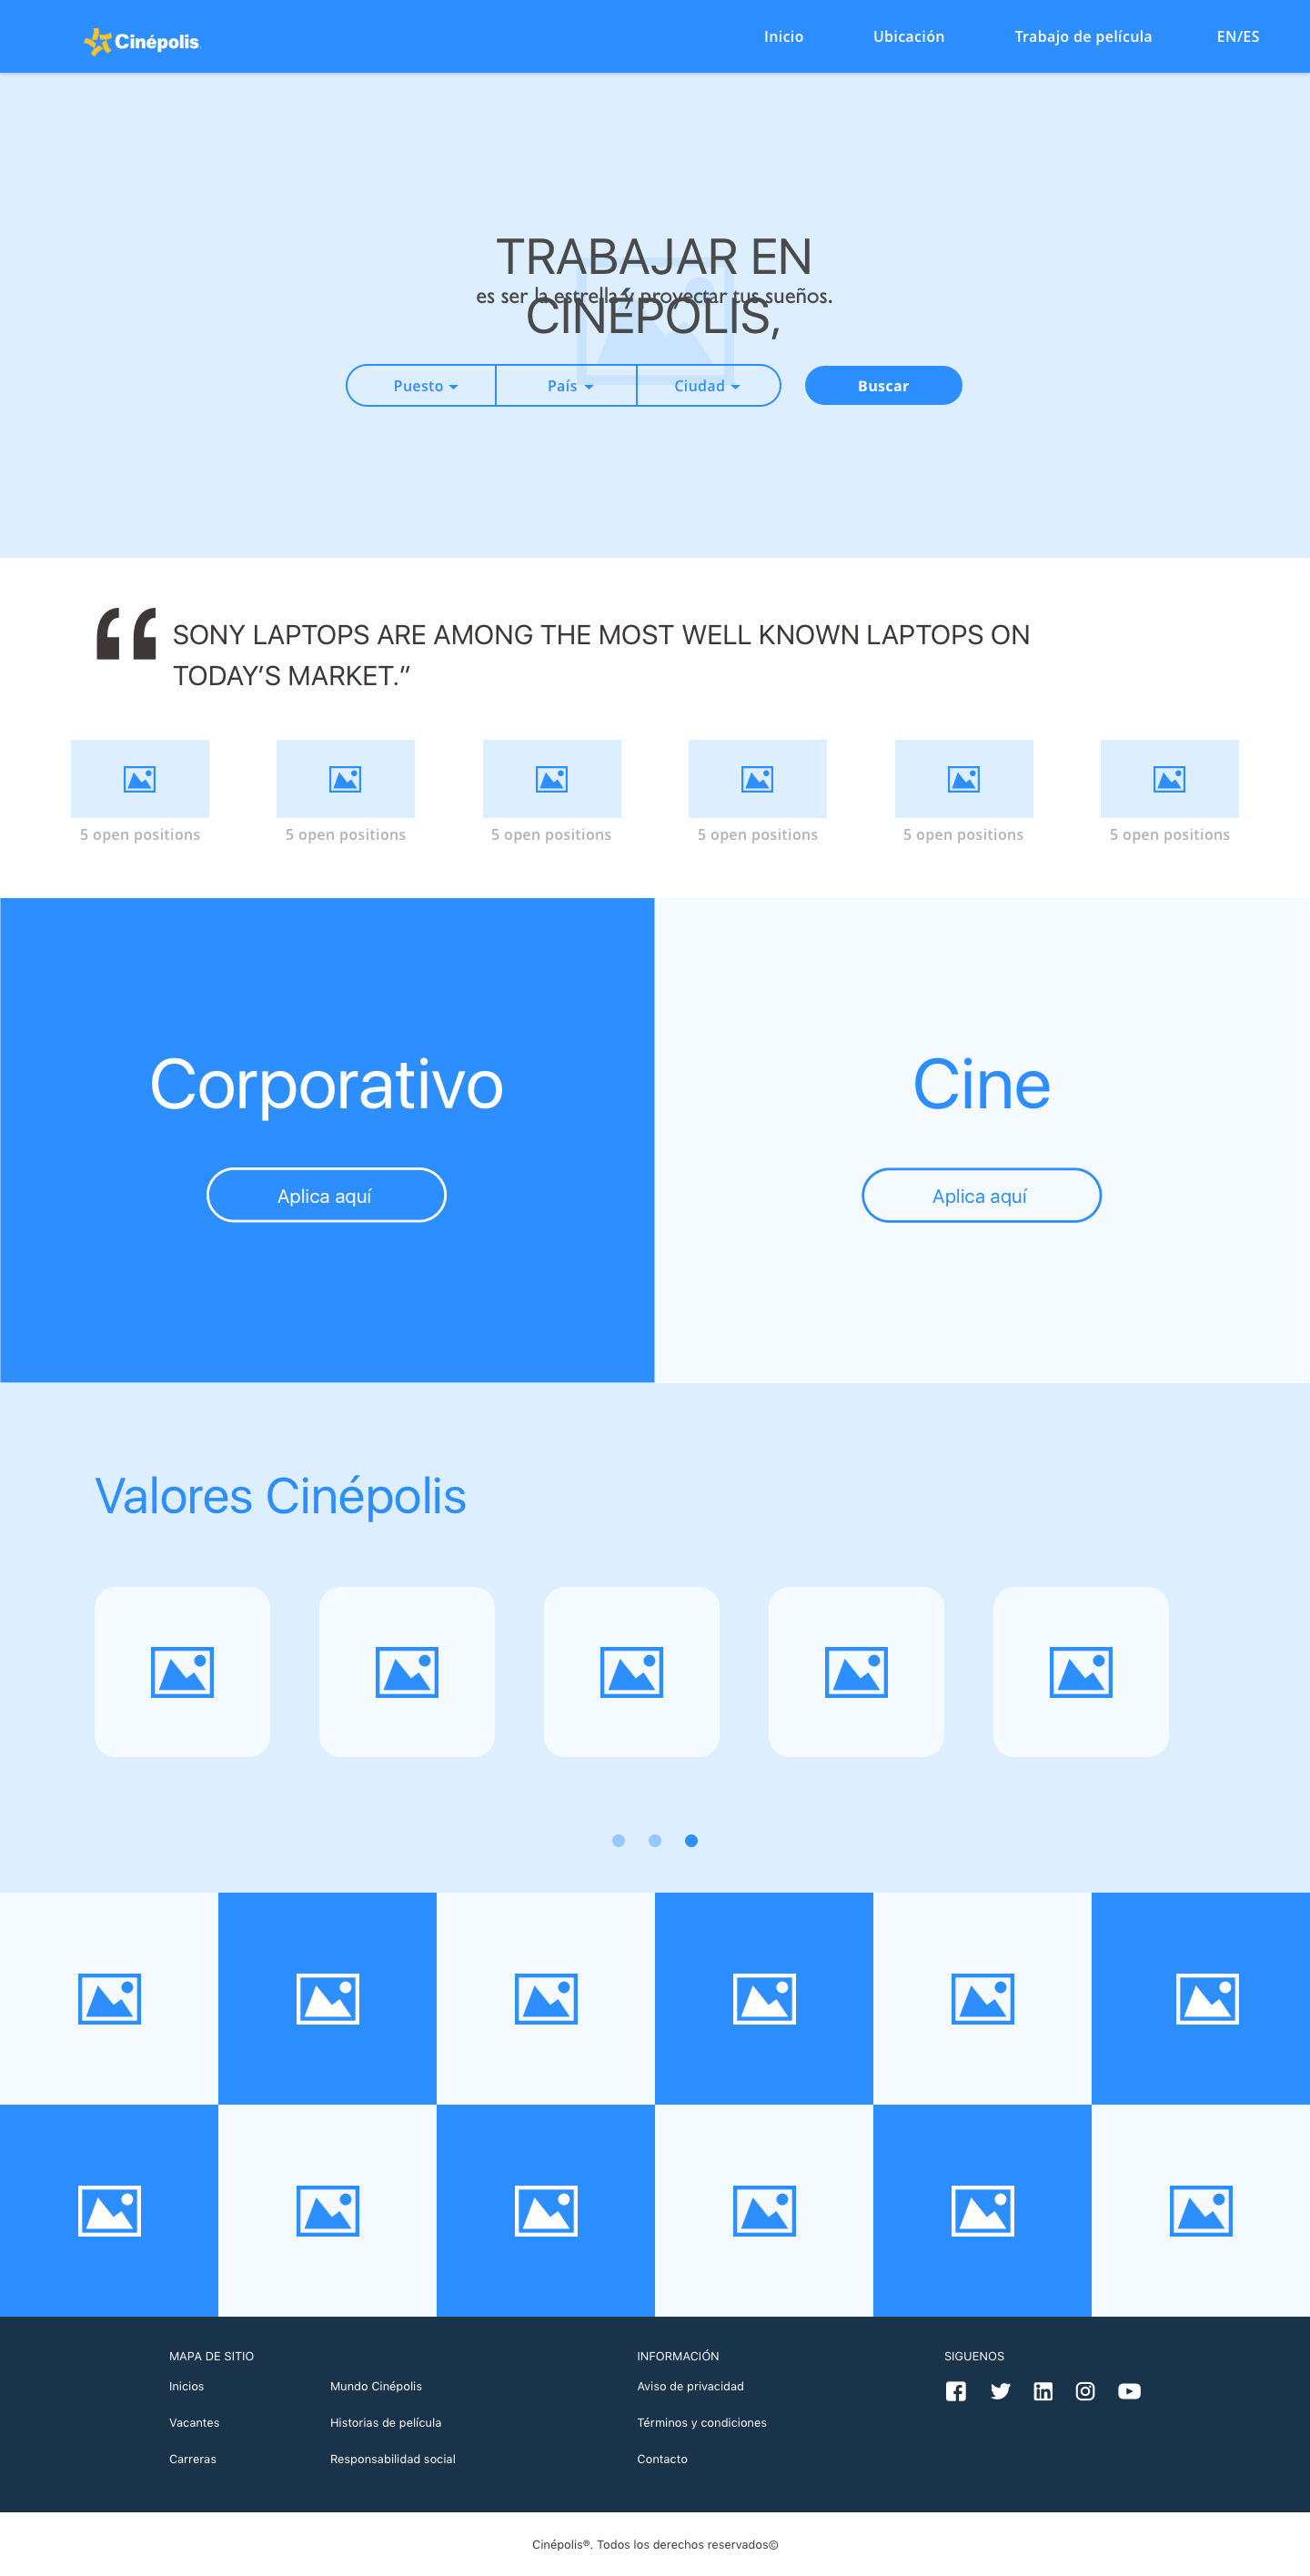 Cinépolis.
Inicio
Ubicación
Trabajo de película
EN/ES
TRABAJAR EN
es ser la estrella y proyectar tus sueños.
CINÉPOLIS,
Puesto
País
Ciudad
Buscar
“ SONY LAPTOPS ARE AMONG THE MOST WELL KNOWN LAPTOPS ON
TODAY’S MARKET.”
5 open positions
5 open positions
5 open positions
5 open positions
5 open positions
5 open positions
Corporativo
Aplica aquí
Cine
Aplica aquí
Valores Cinépolis
MAPA DE SITIO
Inicios
Vacantes
Carreras
Mundo Cinépolis
Historias de película
Responsabilidad social
INFORMACIÓN
Aviso de privacidad
Términos y condiciones
Contacto
SIGUENOS
Cinépolis®. Todos los derechos reservados©